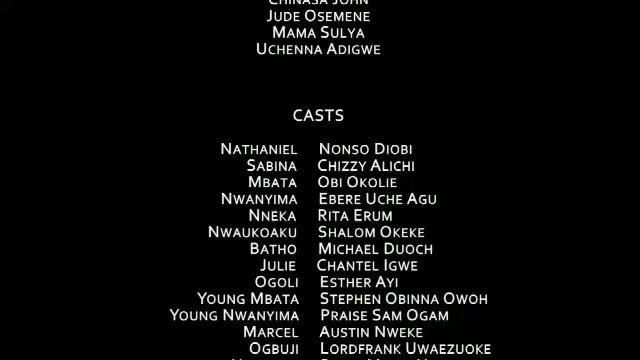 Chinasa John
Jude Osemene
Mama Sulya
Uchenna Adigwe
CASTS
Nathaniel Nonso Diobi
Sabina Chizzy Alichi
Mbata Obi Okolie
Nwanyima Ebere Uche Agu
Nneka Rita Erum
Nwaukoaku Shalom Okeke
Batho Michael Duoch
Julie Chantel Igwe
Ogoli Esther Ayi
Young Mbata Stephen Obinna Owoh
Young Nwanyima Praise Sam Ogam
Marcel Austin Nweke
Ogbuji Lordfrank Uwaezuoke